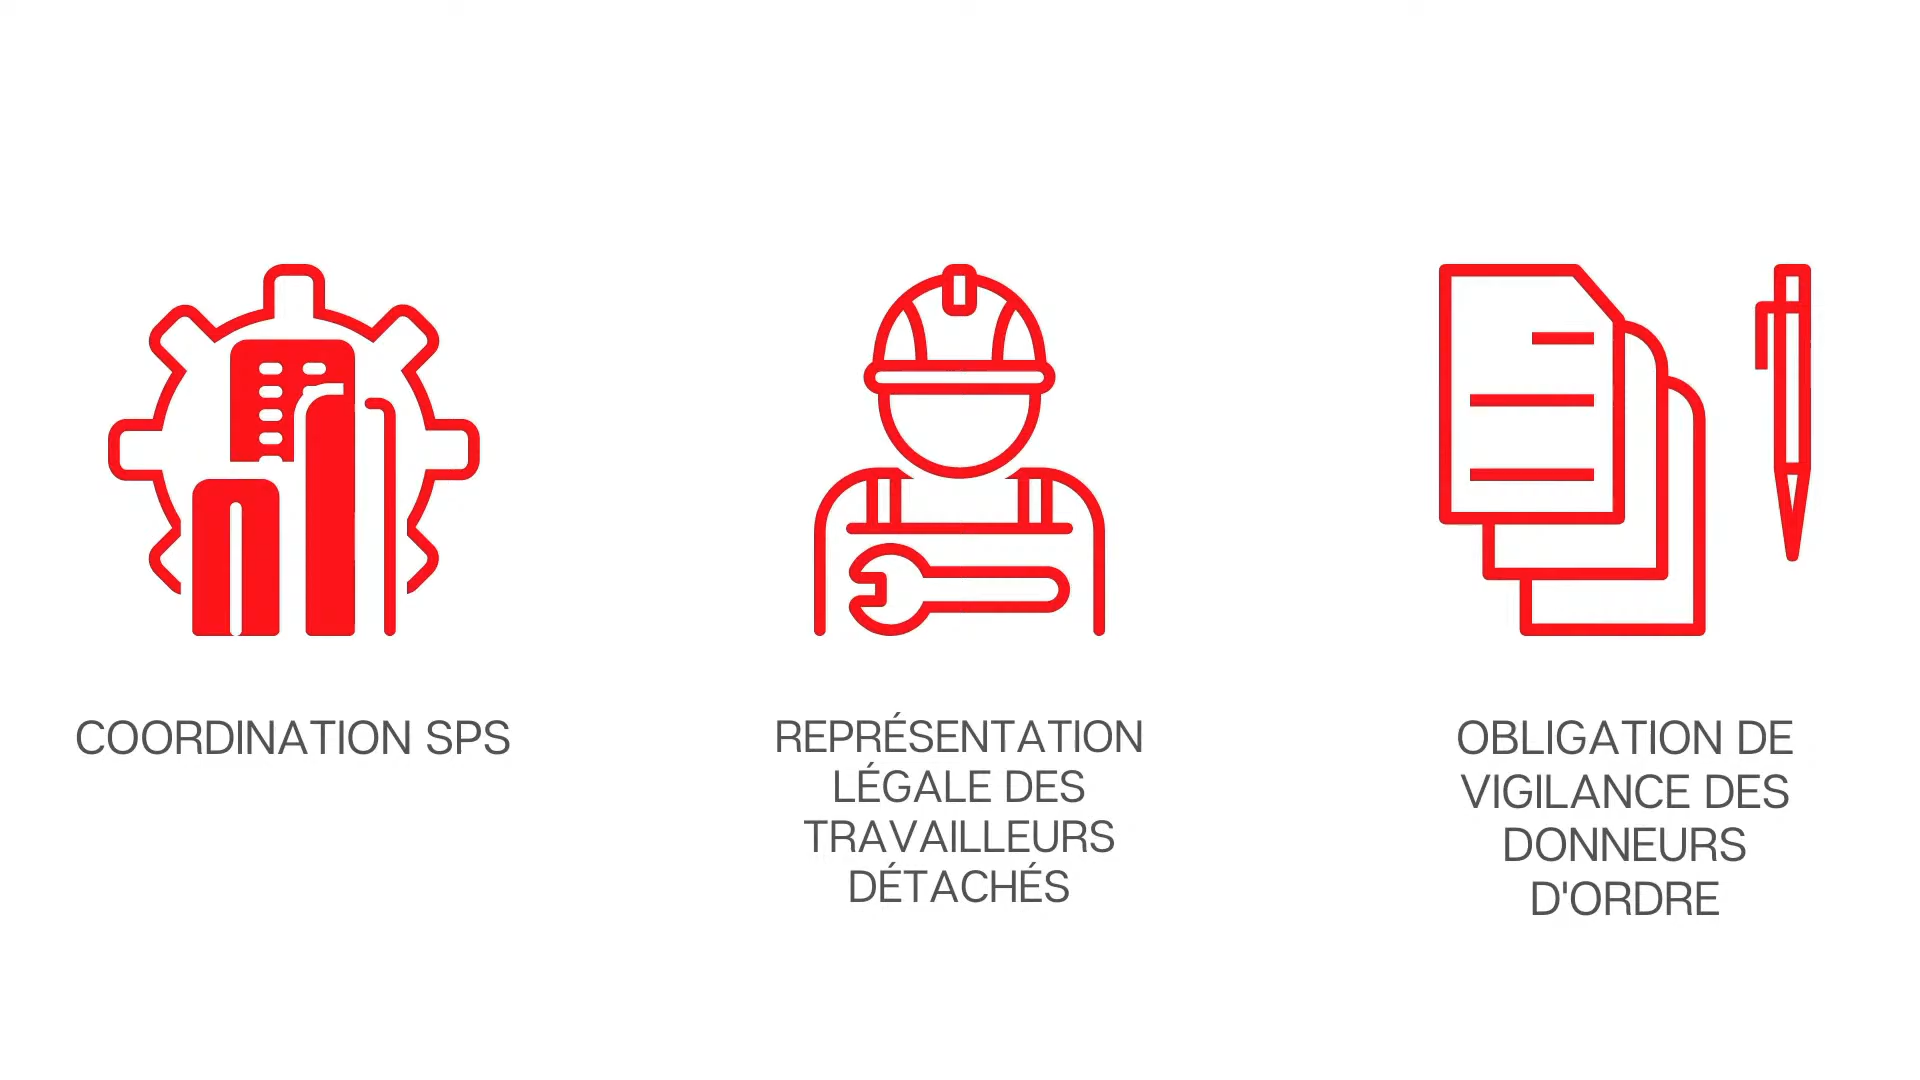 COORDINATION SPS
REPRÉSENTATION
LÉGALE DES
TRAVAILLEURS
DÉTACHÉS
OBLIGATION DE
VIGILANCE DES
DONNEURS
D'ORDRE